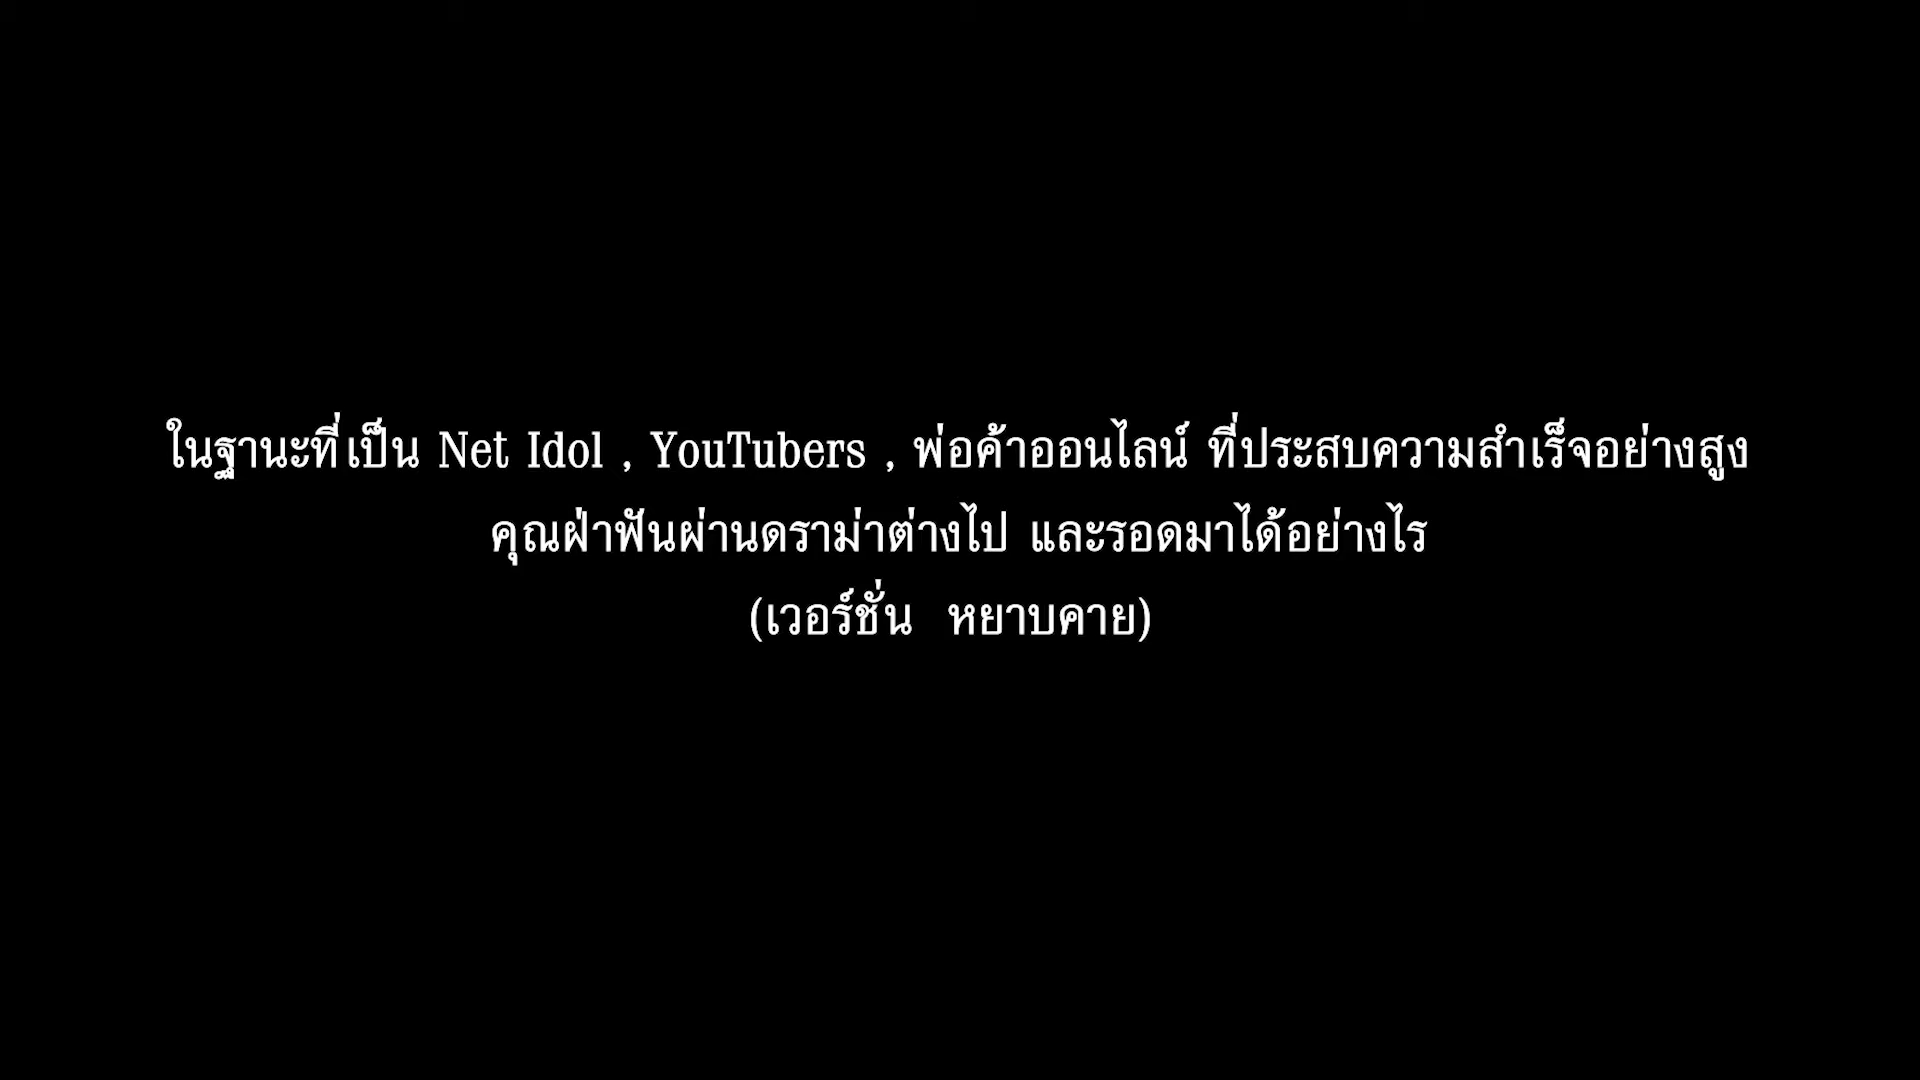 ในฐานะที่เป็น Net Idol , YouTubers , พ่อค้าออนไลน์ ที่ประสบความสำเร็จอย่างสูง
คุณฝ่าฟันผ่านดราม่าต่างไป และรอดมาได้อย่างไร
(เวอร์ชั่น หยาบคาย)